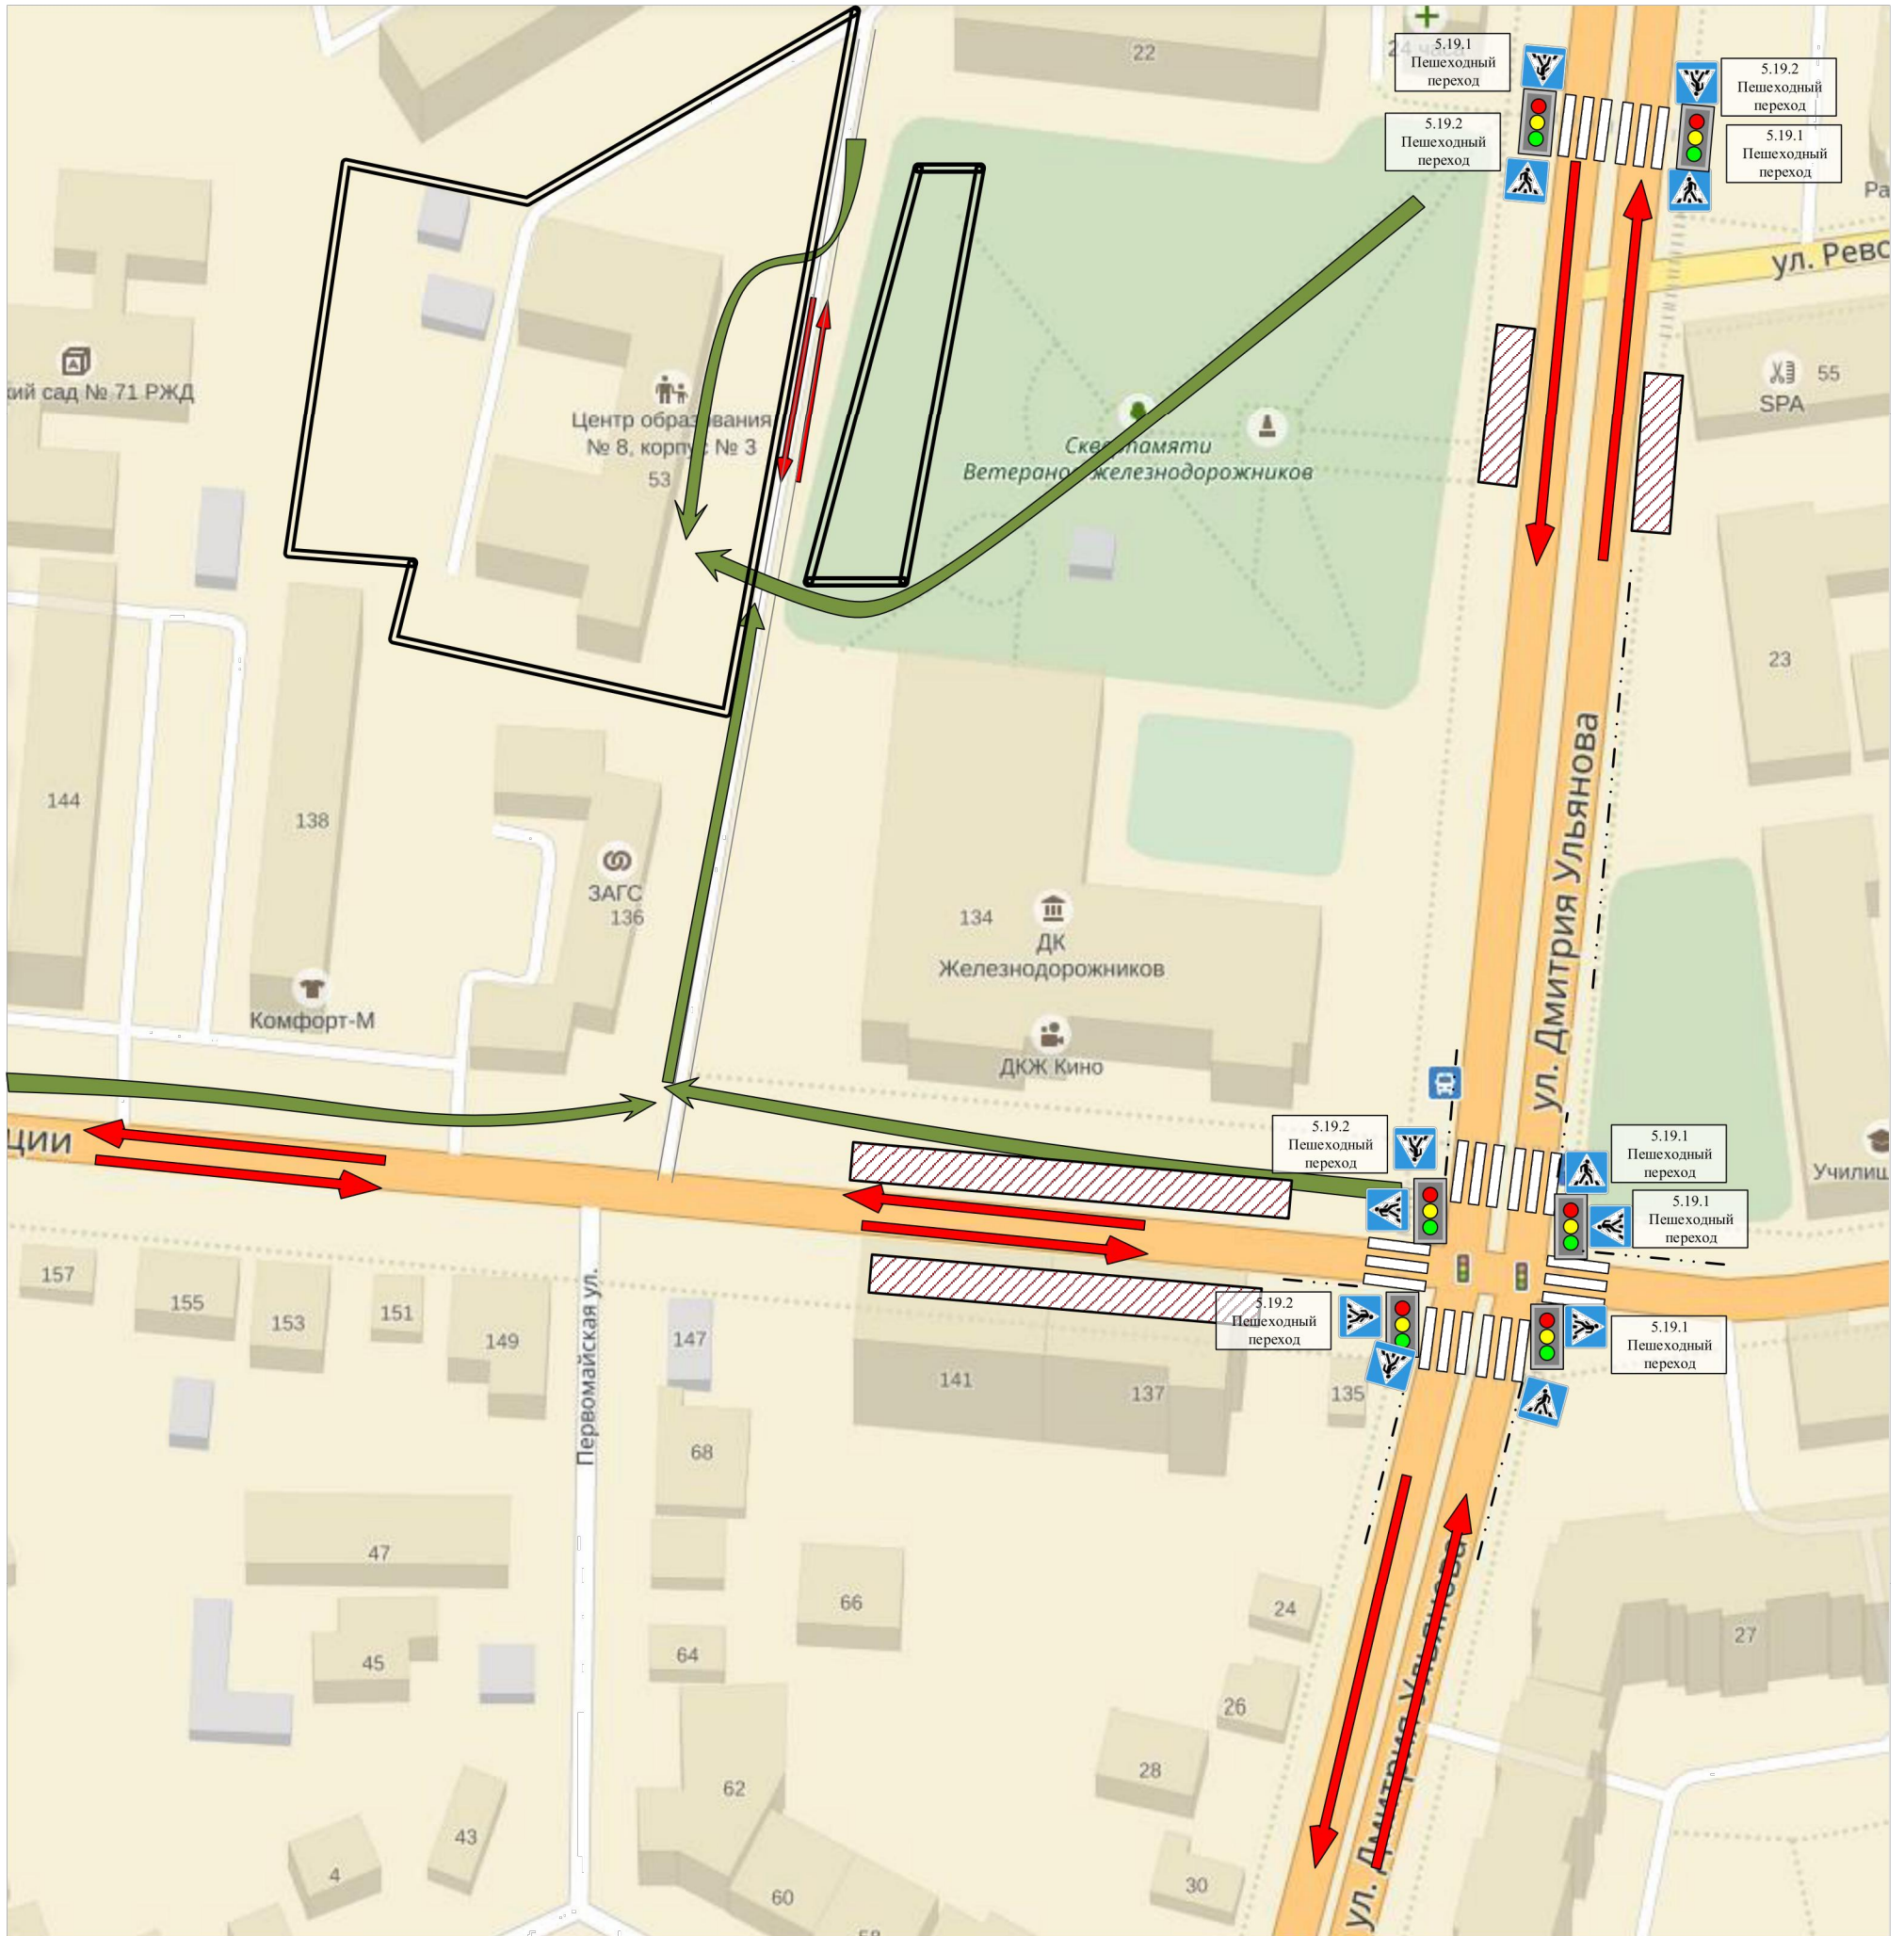 22
24 часа
5.19.1
Пешеходный
переход
5.19.2
Пешеходный
переход
5.19.2
Пешеходный
переход
5.19.1
Пешеходный
переход
Ра
ул. Рево
кий сад № 71 РЖД
Центр образования
№ 8, корпус № 3
53
Сквер памяти
Ветеранов железнодорожников
55
SPA
23
144
138
ЗАГС
136
134
ДК
Железнодорожников
Комфорт-М
ДКЖ Кино
ул. Дмитрия Ульянова
ции
5.19.2
Пешеходный
переход
5.19.1
Пешеходный
переход
Училищ
5.19.1
Пешеходный
переход
157
155
153
151
149
147
5.19.2
Пешеходный
переход
5.19.1
Пешеходный
переход
141
137
135
Первомайская ул.
68
47
66
24
27
45
64
26
28
62
ул. Дмитрия Ульянова
43
4
60
30
58